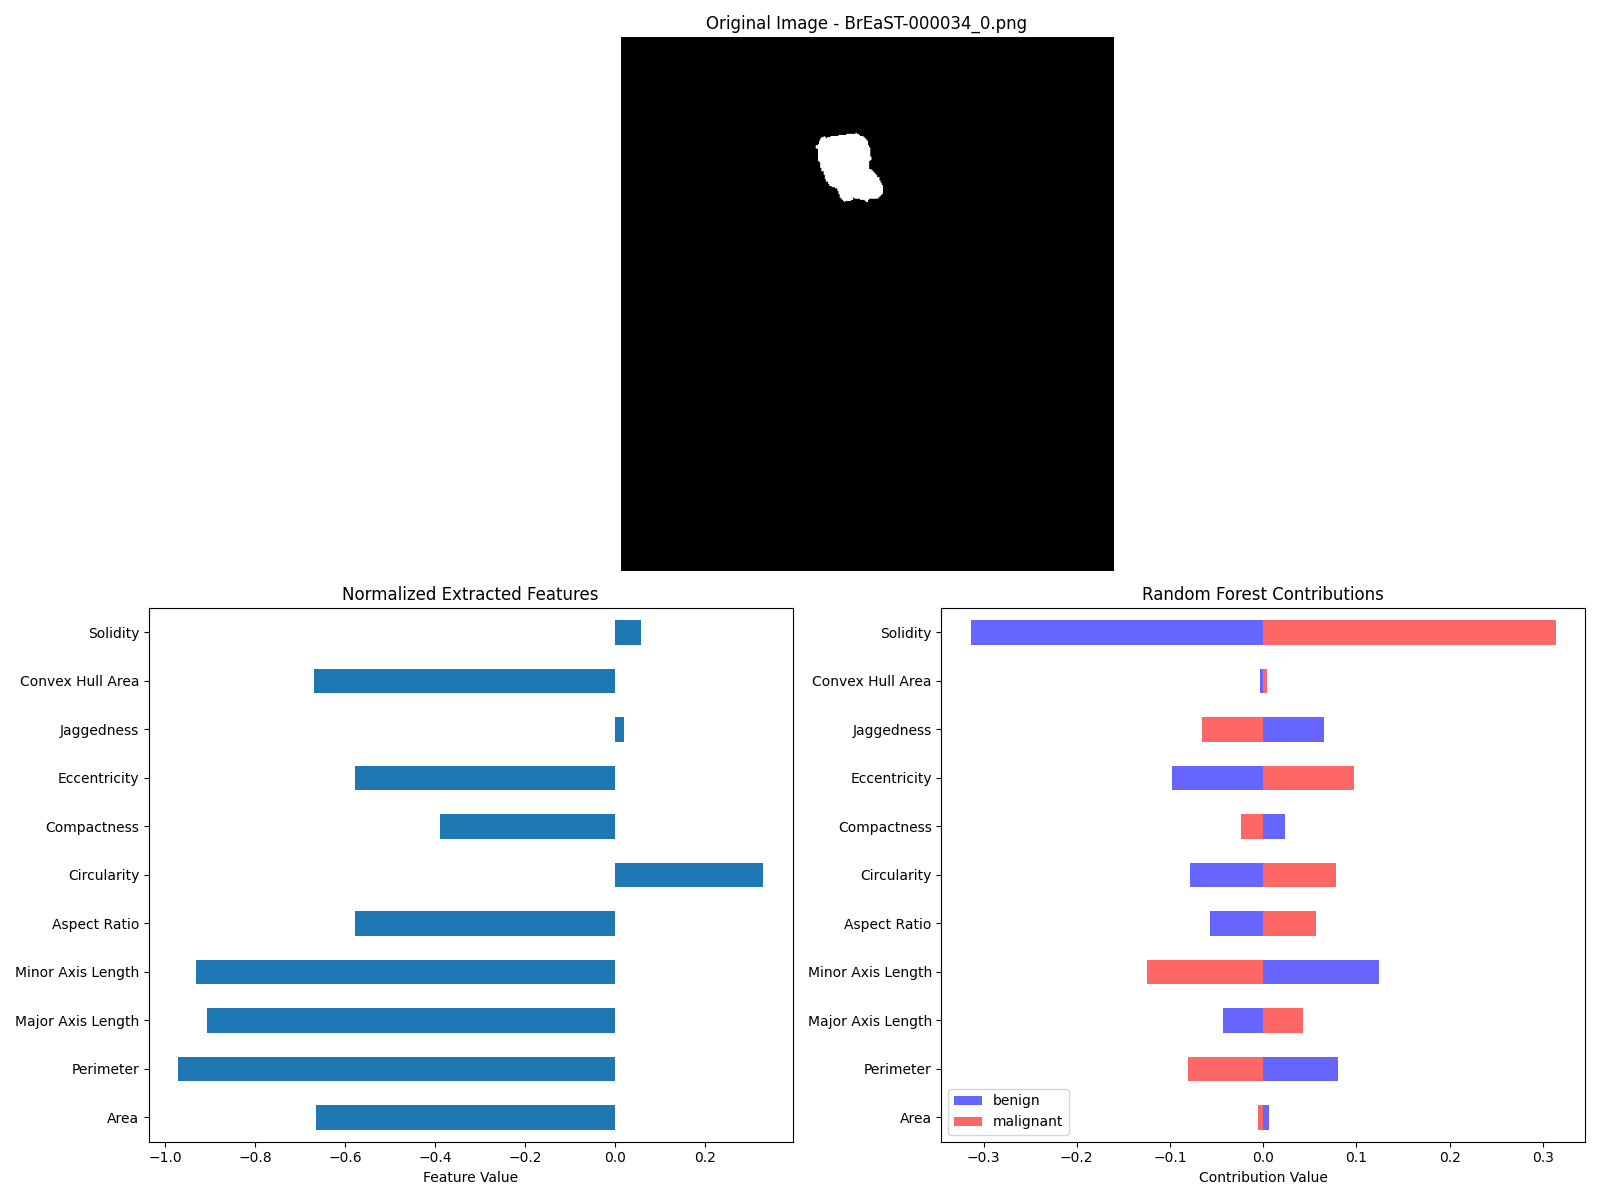 Original Image - BrEaST-000034_0.png
Normalized Extracted Features
Solidity
Convex Hull Area
Jaggedness
Eccentricity
Compactness
Circularity
Aspect Ratio
Minor Axis Length
Major Axis Length
Perimeter
Area
−1.0 −0.8 −0.6 −0.4 −0.2 0.0 0.2
Feature Value
Random Forest Contributions
Solidity
Convex Hull Area
Jaggedness
Eccentricity
Compactness
Circularity
Aspect Ratio
Minor Axis Length
Major Axis Length
Perimeter
Area
benign
malignant
−0.3 −0.2 −0.1 0.0 0.1 0.2 0.3
Contribution Value